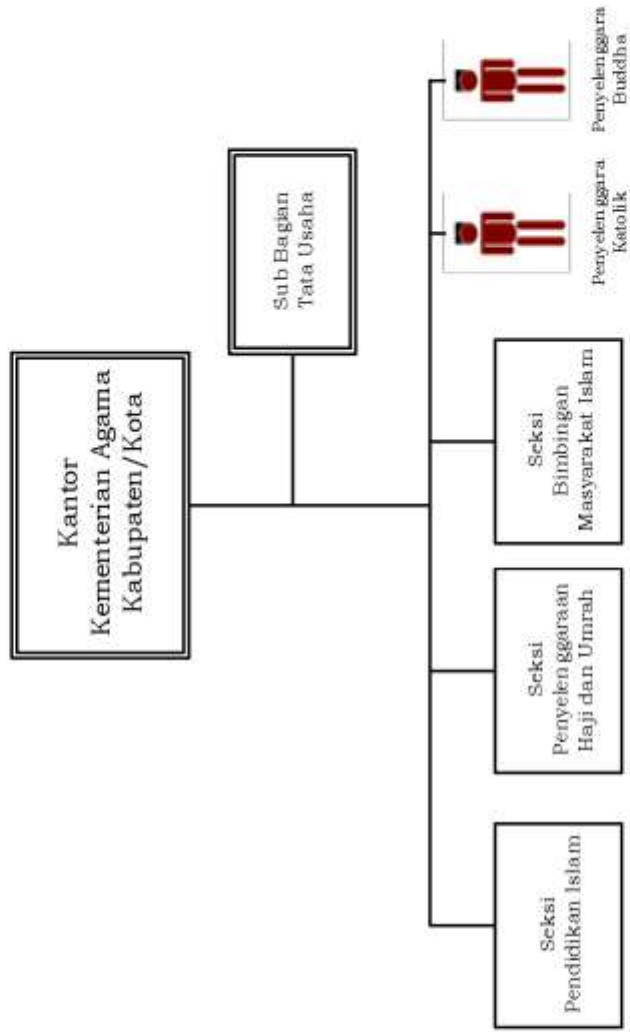 Kantor
Kementerian Agama
Kabupaten/Kota
Sub Bagian
Tata Usaha
Seksi
Pendidikan Islam
Seksi
Penyelenggaraan
Haji dan Umrah
Seksi
Bimbingan
Masyarakat Islam
Penyelenggara
Katolik
Penyelenggara
Buddha